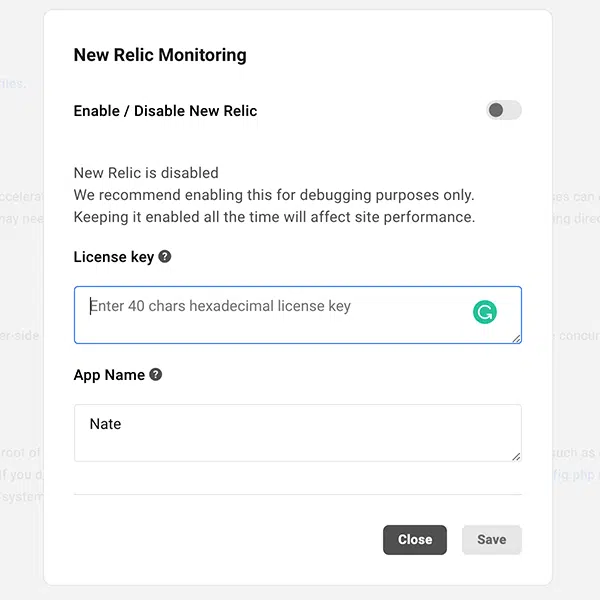 New Relic Monitoring
Enable / Disable New Relic
New Relic is disabled
We recommend enabling this for debugging purposes only.
Keeping it enabled all the time will affect site performance.
License key
Enter 40 chars hexadecimal license key
App Name
Nate
Close
Save